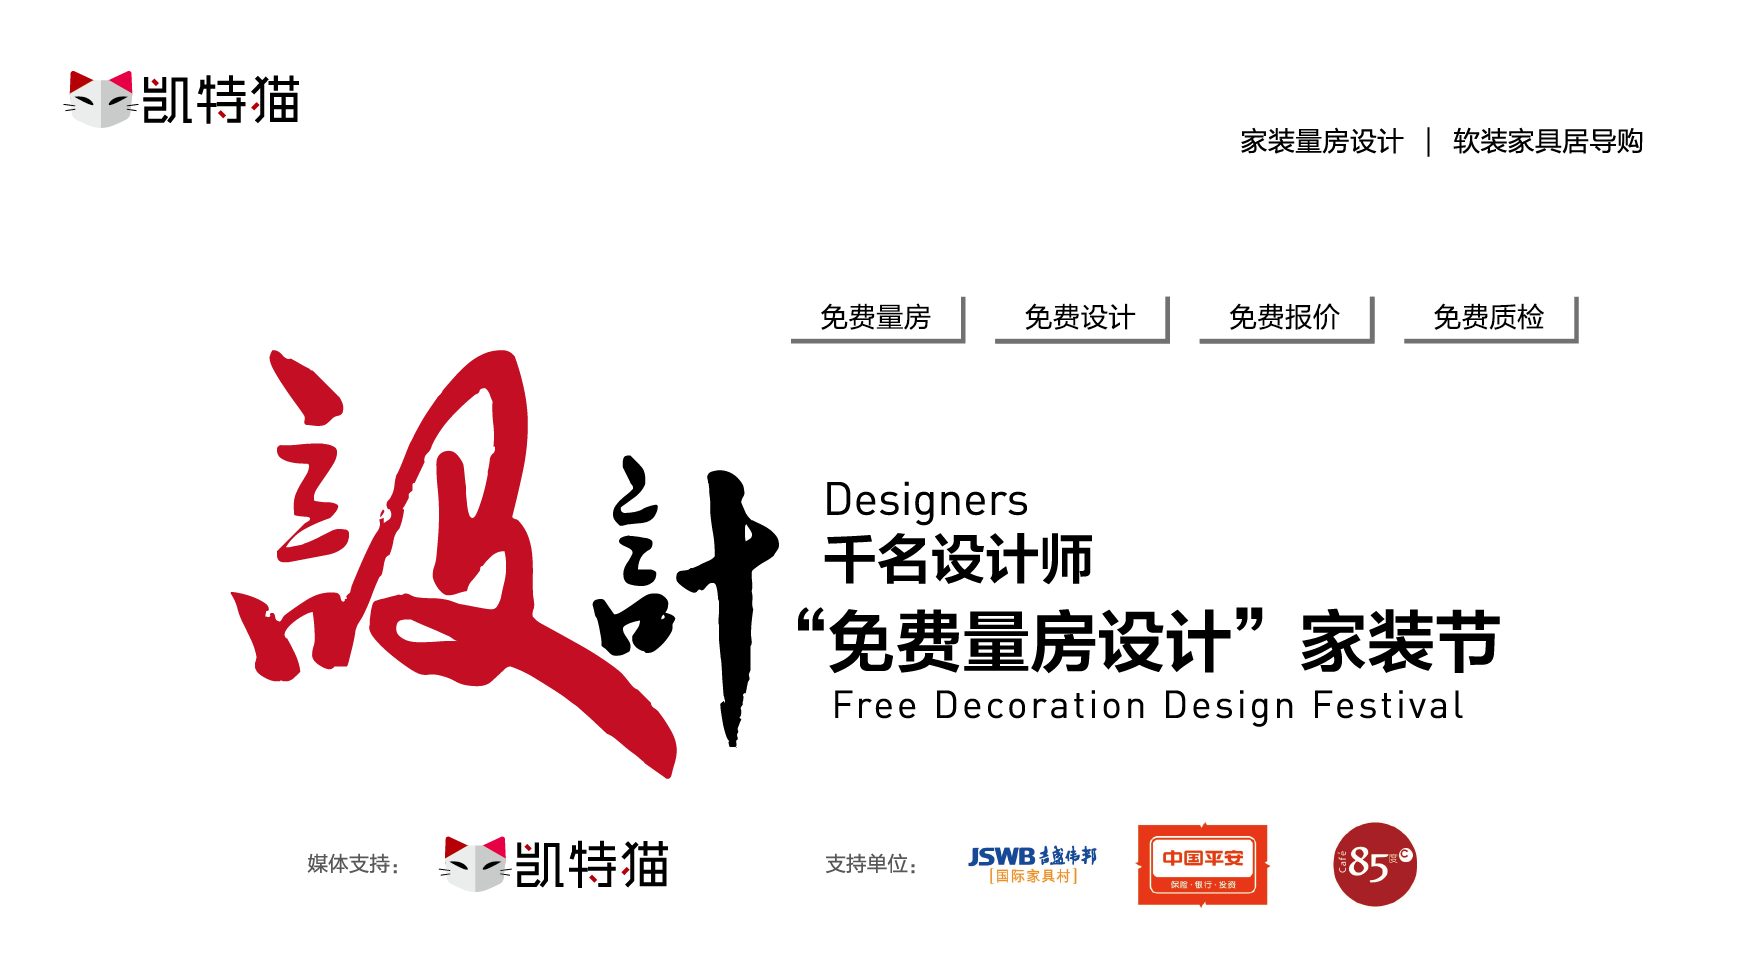 凯特猫
家装量房设计 | 软装家具居导购
免费量房 免费设计 免费报价 免费质检
設計
Designers
千名设计师
“免费量房设计”家装节
Free Decoration Design Festival
媒体支持： 凯特猫
支持单位： JSWB 吉盛伟邦
[国际家具村]
中国平安
保险·银行·投资
Café 85度C